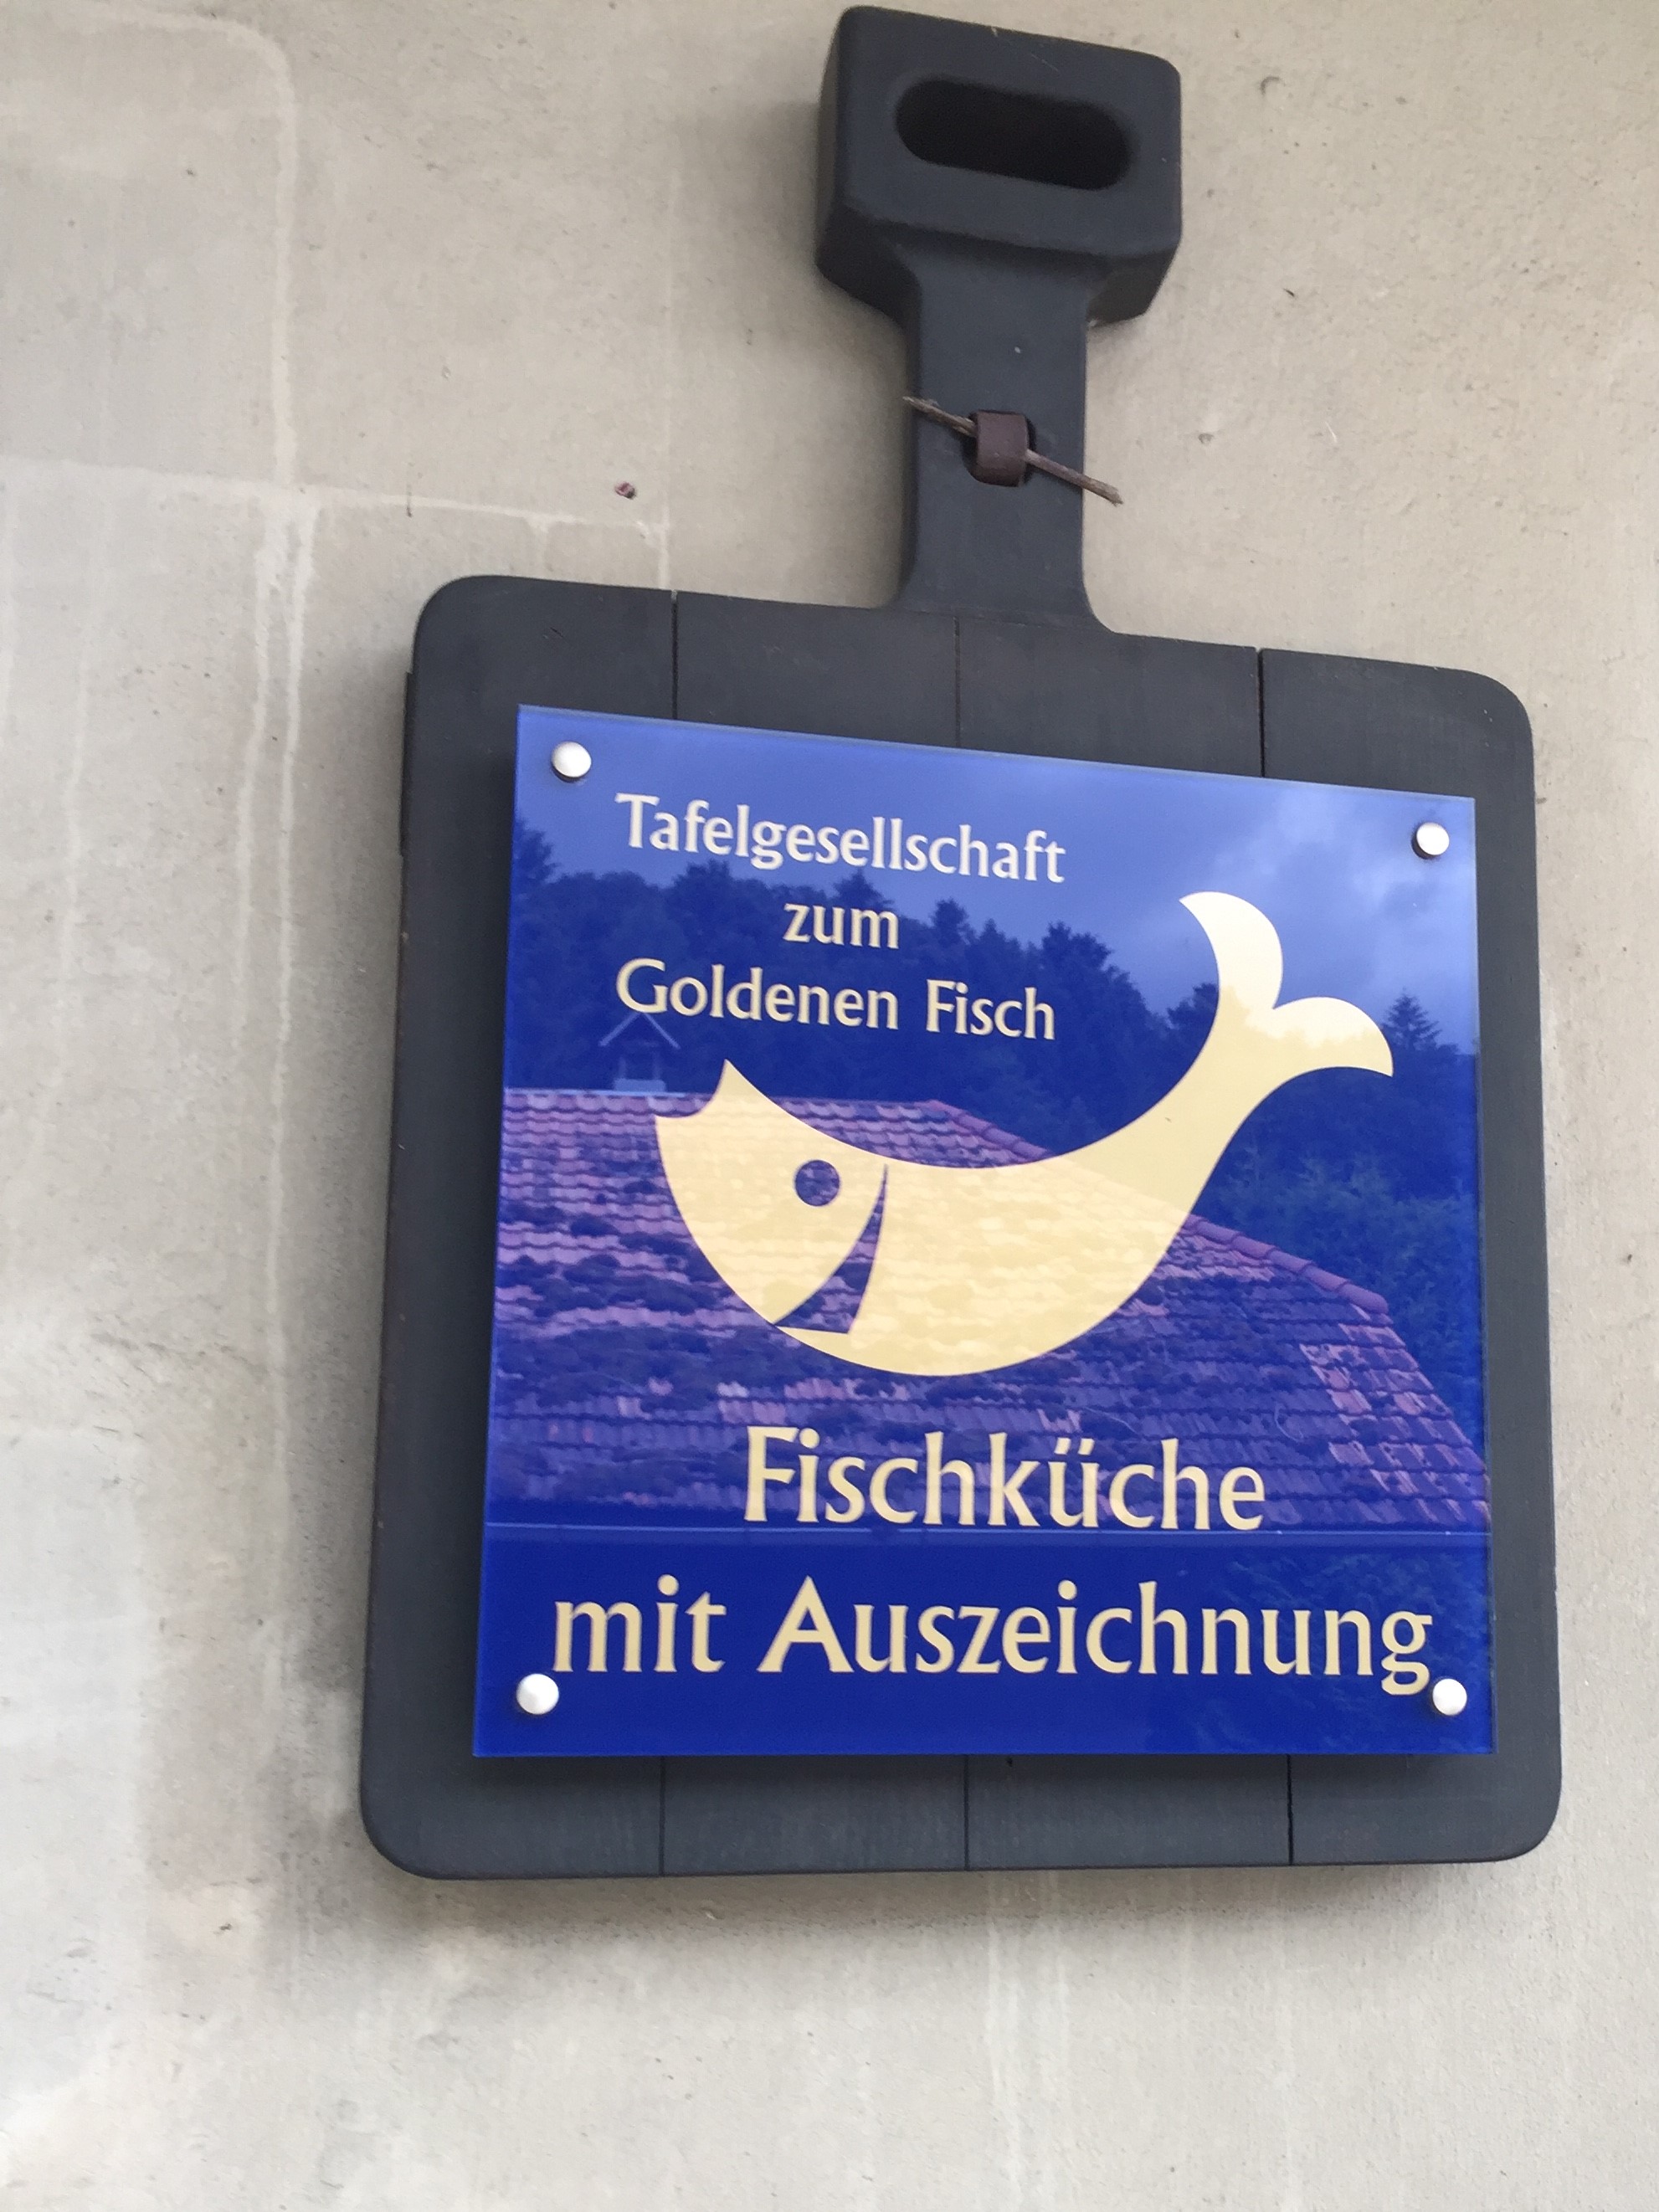 Tafelgesellschaft
zum
Goldenen Fisch
Fischküche
mit Auszeichnung